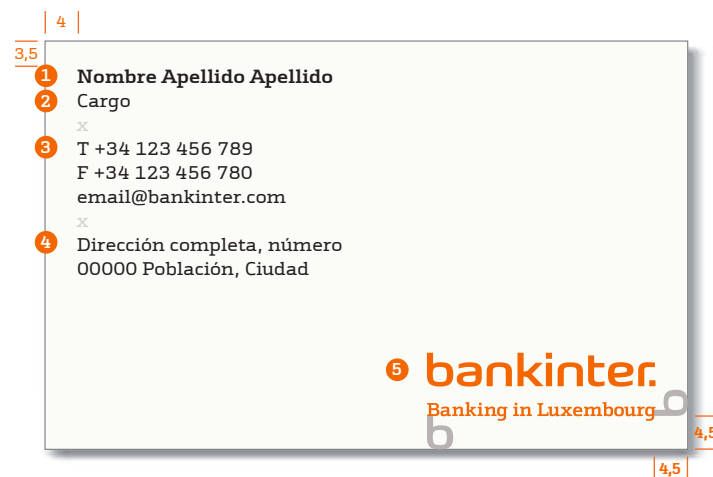 4
3,5
1 Nombre Apellido Apellido
2 Cargo
x
3 T +34 123 456 789
F +34 123 456 780
email@bankinter.com
x
4 Dirección completa, número
00000 Población, Ciudad
5 bankinter.
Banking in Luxembourg
b
b
4,5
4,5